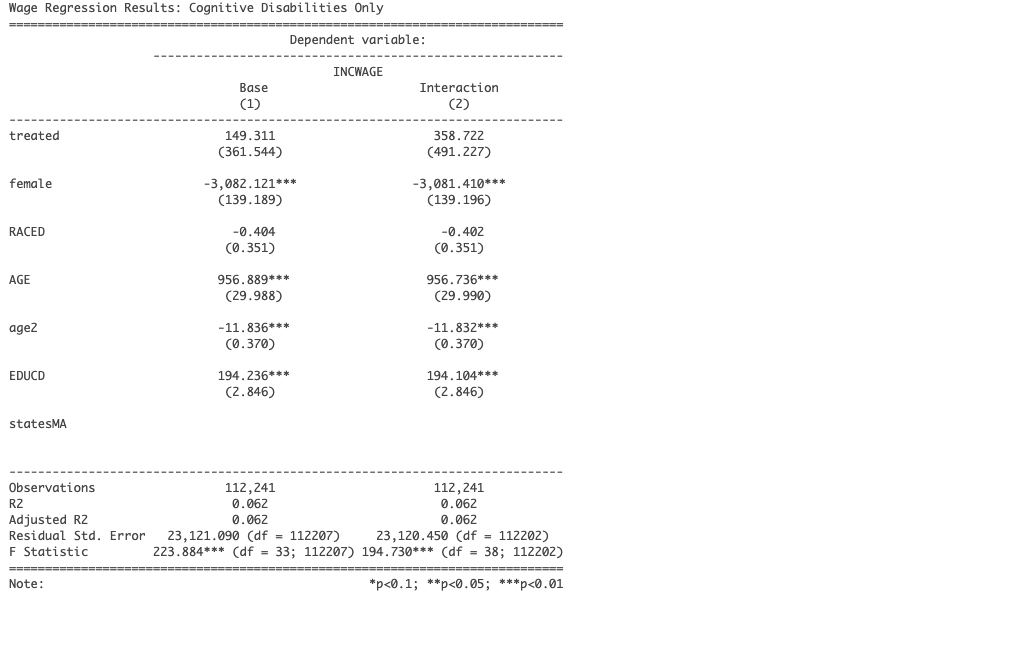 Wage Regression Results: Cognitive Disabilities Only
Dependent variable:
INCWAGE
Base Interaction
(1) (2)
treated 149.311 358.722
(361.544) (491.227)
female -3,082.121*** -3,081.410***
(139.189) (139.196)
RACED -0.404 -0.402
(0.351) (0.351)
AGE 956.889*** 956.736***
(29.988) (29.990)
age2 -11.836*** -11.832***
(0.370) (0.370)
EDUCD 194.236*** 194.104***
(2.846) (2.846)
statesMA
Observations 112,241 112,241
R2 0.062 0.062
Adjusted R2 0.062 0.062
Residual Std. Error 23,121.090 (df = 112207) 23,120.450 (df = 112202)
F Statistic 223.884*** (df = 33; 112207) 194.730*** (df = 38; 112202)
Note: *p<0.1; **p<0.05; ***p<0.01